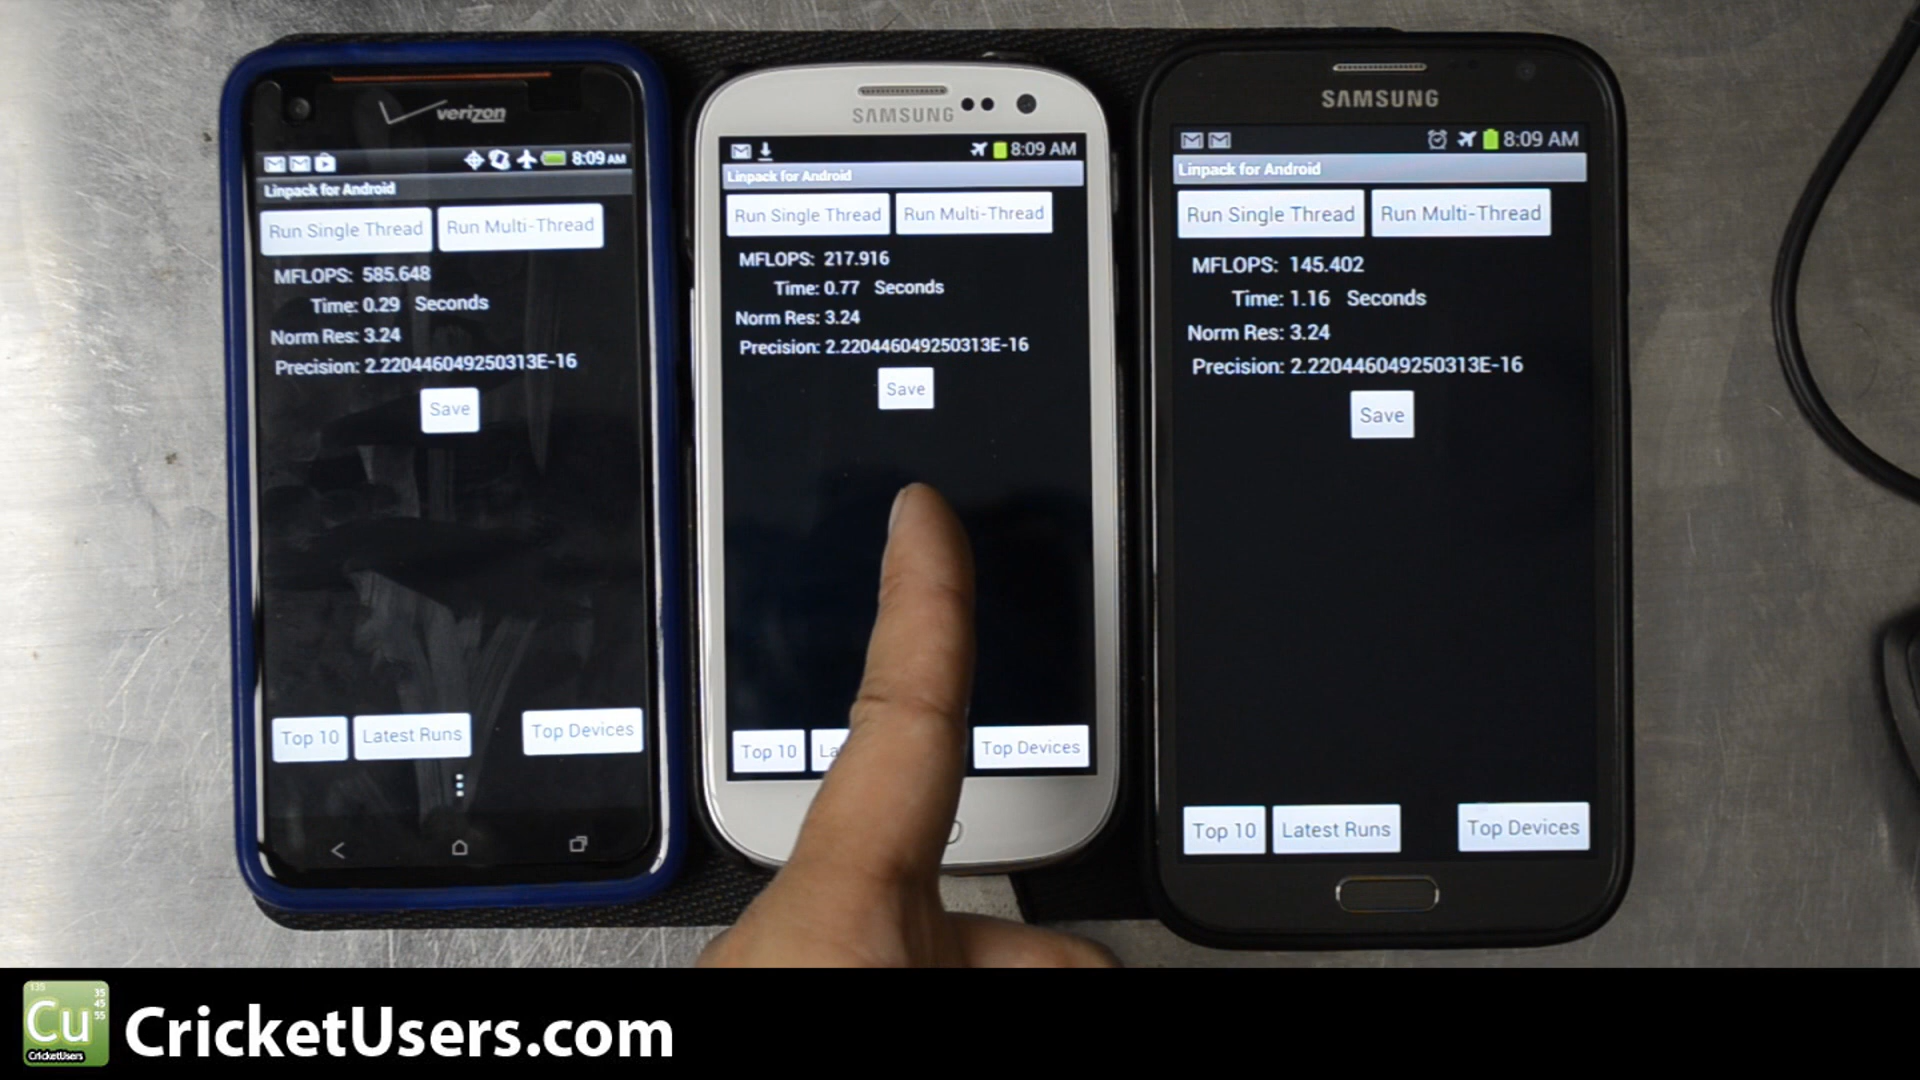 verizon
8:09 AM
Linpack for Android
Run Single Thread Run Multi-Thread
MFLOPS: 585.648
Time: 0.29 Seconds
Norm Res: 3.24
Precision: 2.220446049250313E-16
Save
Top 10 Latest Runs Top Devices
SAMSUNG
8:09 AM
Linpack for Android
Run Single Thread Run Multi-Thread
MFLOPS: 217.916
Time: 0.77 Seconds
Norm Res: 3.24
Precision: 2.220446049250313E-16
Save
Top 10 Top Devices
SAMSUNG
8:09 AM
Linpack for Android
Run Single Thread Run Multi-Thread
MFLOPS: 145.402
Time: 1.16 Seconds
Norm Res: 3.24
Precision: 2.220446049250313E-16
Save
Top 10 Latest Runs Top Devices
135
35
45
55
Cu
CricketUsers
CricketUsers.com